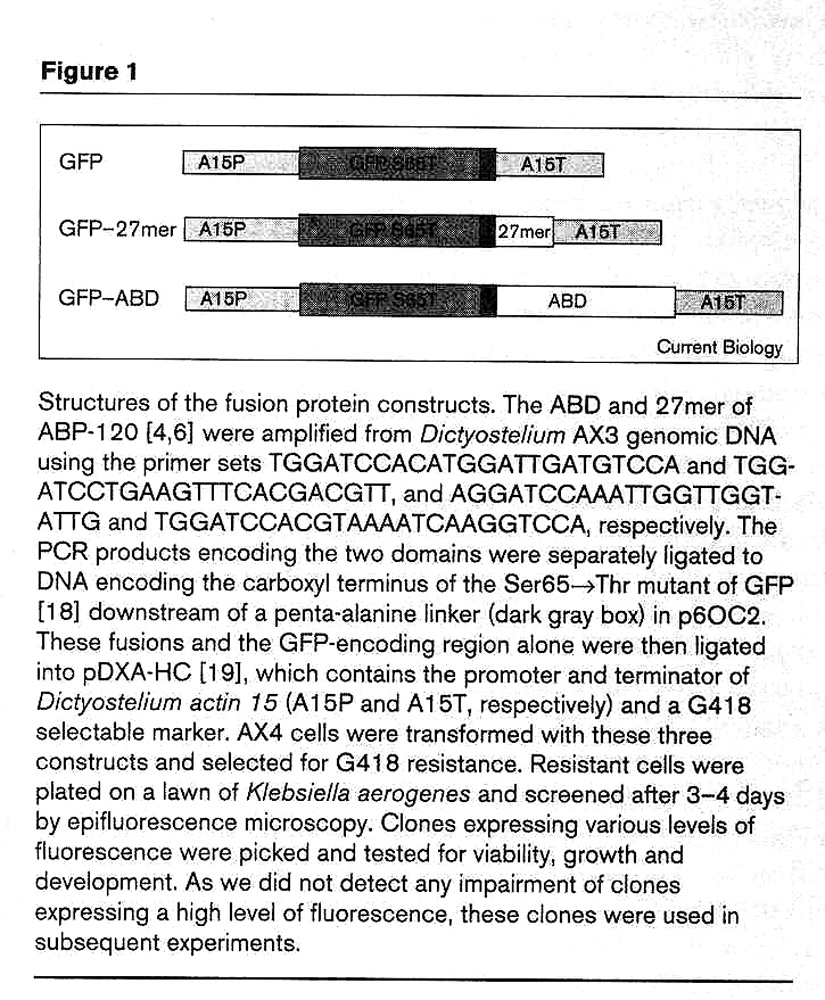 Figure 1
GFP A15P GFP S65T A15T
GFP–27mer A15P GFP S65T 27mer A15T
GFP–ABD A15P GFP S65T ABD A15T
Current Biology
Structures of the fusion protein constructs. The ABD and 27mer of
ABP-120 [4,6] were amplified from Dictyostelium AX3 genomic DNA
using the primer sets TGGATCCACATGGATTGATGTCCA and TGG-
ATCCTGAAGTTTCACGACGTT, and AGGATCCAAATTGGTTGGT-
ATTG and TGGATCCACGTAAAATCAAGGTCCA, respectively. The
PCR products encoding the two domains were separately ligated to
DNA encoding the carboxyl terminus of the Ser65→Thr mutant of GFP
[18] downstream of a penta-alanine linker (dark gray box) in p6OC2.
These fusions and the GFP-encoding region alone were then ligated
into pDXA-HC [19], which contains the promoter and terminator of
Dictyostelium actin 15 (A15P and A15T, respectively) and a G418
selectable marker. AX4 cells were transformed with these three
constructs and selected for G418 resistance. Resistant cells were
plated on a lawn of Klebsiella aerogenes and screened after 3–4 days
by epifluorescence microscopy. Clones expressing various levels of
fluorescence were picked and tested for viability, growth and
development. As we did not detect any impairment of clones
expressing a high level of fluorescence, these clones were used in
subsequent experiments.